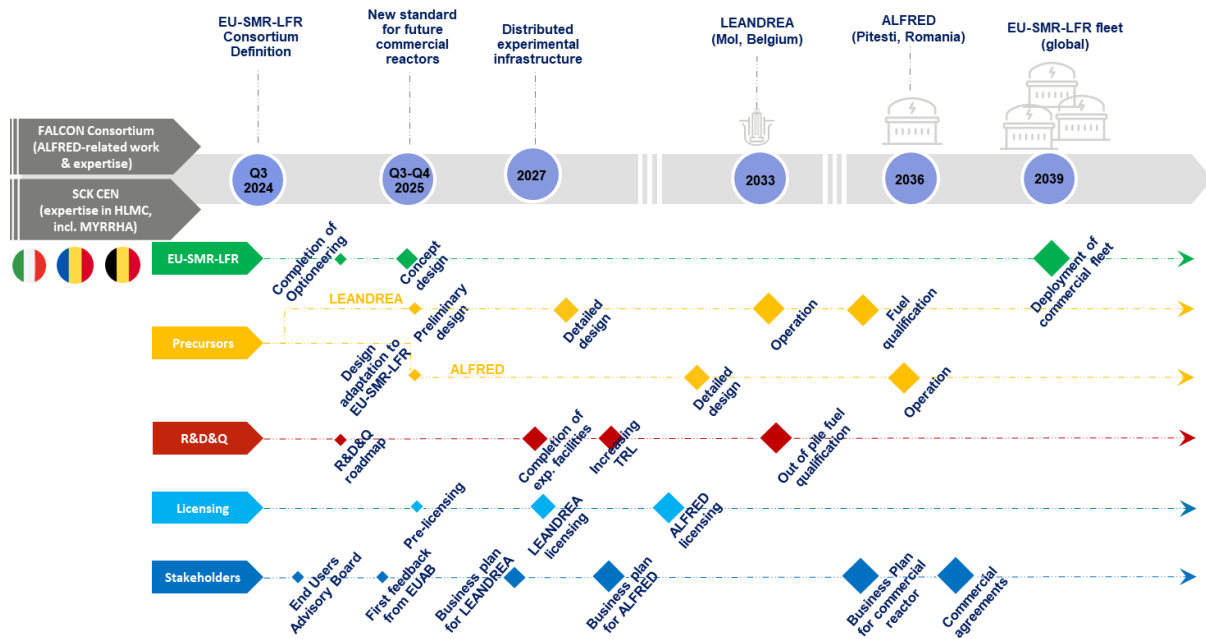 EU-SMR-LFR
Consortium
Definition
New standard
for future
commercial
reactors
Distributed
experimental
infrastructure
LEANDREA
(Mol, Belgium)
ALFRED
(Pitesti, Romania)
EU-SMR-LFR fleet
(global)
FALCON Consortium
(ALFRED-related work
& expertise)
SCK CEN
(expertise in HLMC,
incl. MYRRHA)
Q3
2024
Q3-Q4
2025
2027
2033
2036
2039
EU-SMR-LFR
Completion of
Optioneering
Concept
design
Deployment of
commercial fleet
Precursors
LEANDREA
Preliminary
design
Detailed
design
Operation
Fuel
qualification
Design
adaptation to
EU-SMR-LFR
ALFRED
Detailed
design
Operation
R&D&Q
R&D&Q
roadmap
Completion of
exp. facilities
Increasing
TRL
Out of pile fuel
qualification
Licensing
Pre-licensing
LEANDREA
licensing
ALFRED
licensing
Stakeholders
End Users
Advisory Board
First feedback
from EUAB
Business plan
for LEANDREA
Business plan
for ALFRED
Business Plan
for commercial
reactor
Commercial
agreements